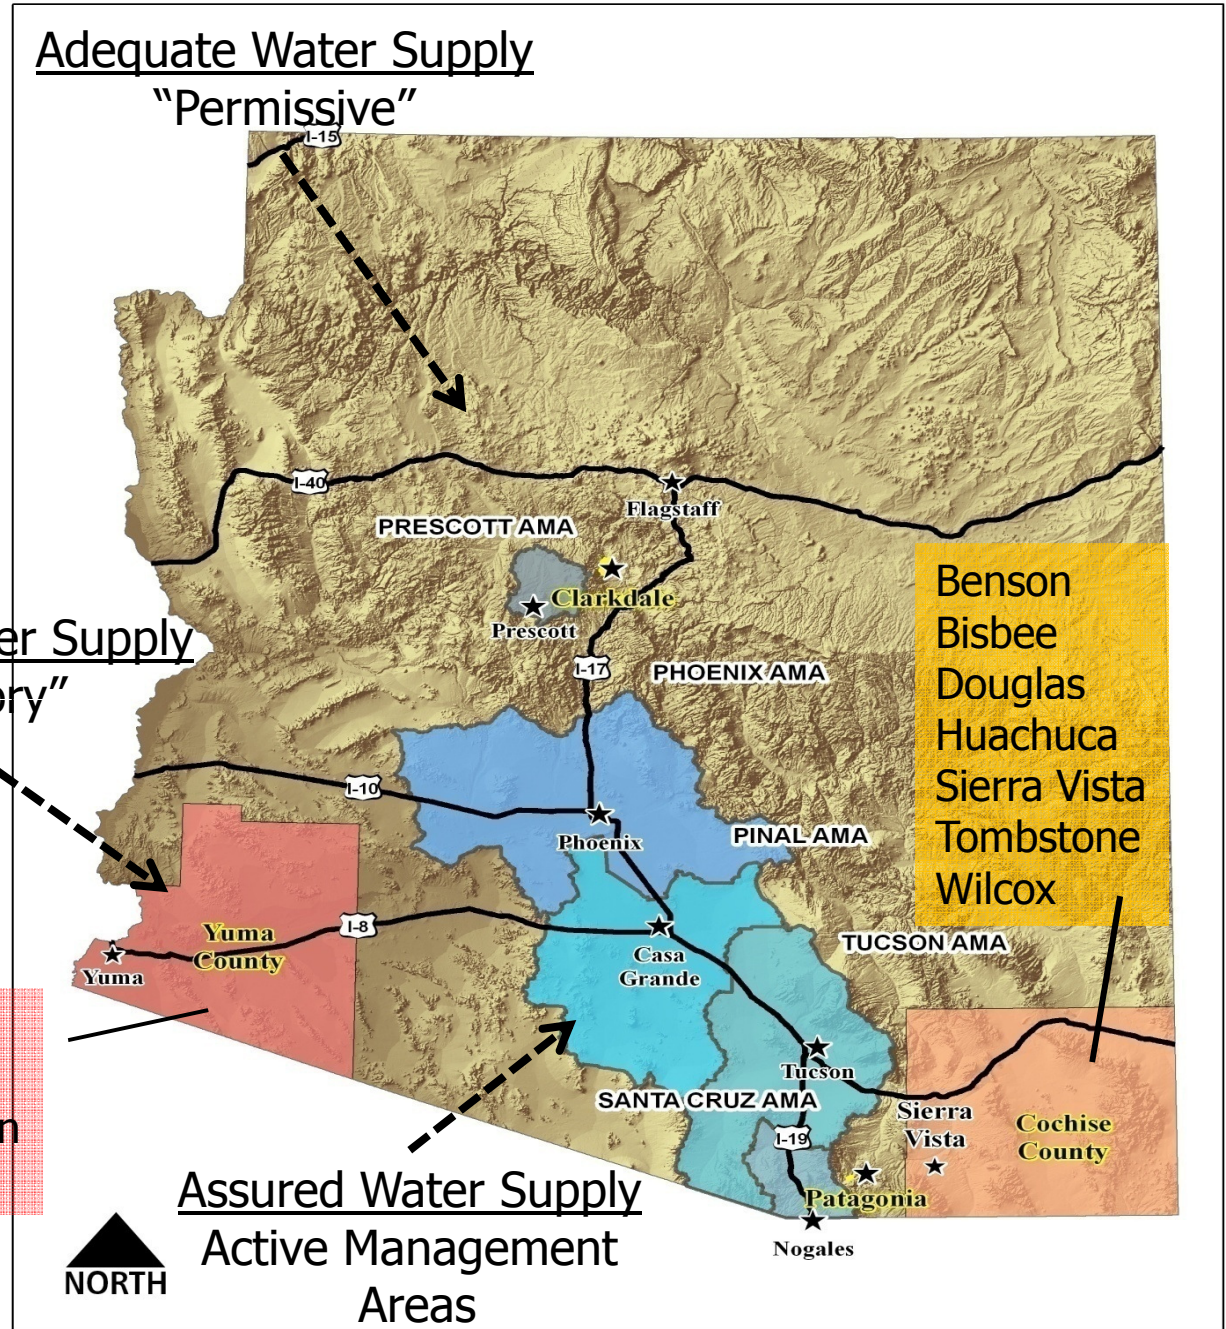 Adequate Water Supply
“Permissive”
I-15
I-40
Flagstaff
PRESCOTT AMA
Clarkdale
Prescott
Benson
Bisbee
Douglas
Huachuca
Sierra Vista
Tombstone
Wilcox
Supply
I-17
PHOENIX AMA
I-10
Phoenix
PINAL AMA
Yuma
County
I-8
Yuma
Casa
Grande
TUCSON AMA
Tucson
SANTA CRUZ AMA
Sierra
Vista
Cochise
County
I-19
Patagonia
Nogales
Assured Water Supply
Active Management
Areas
NORTH